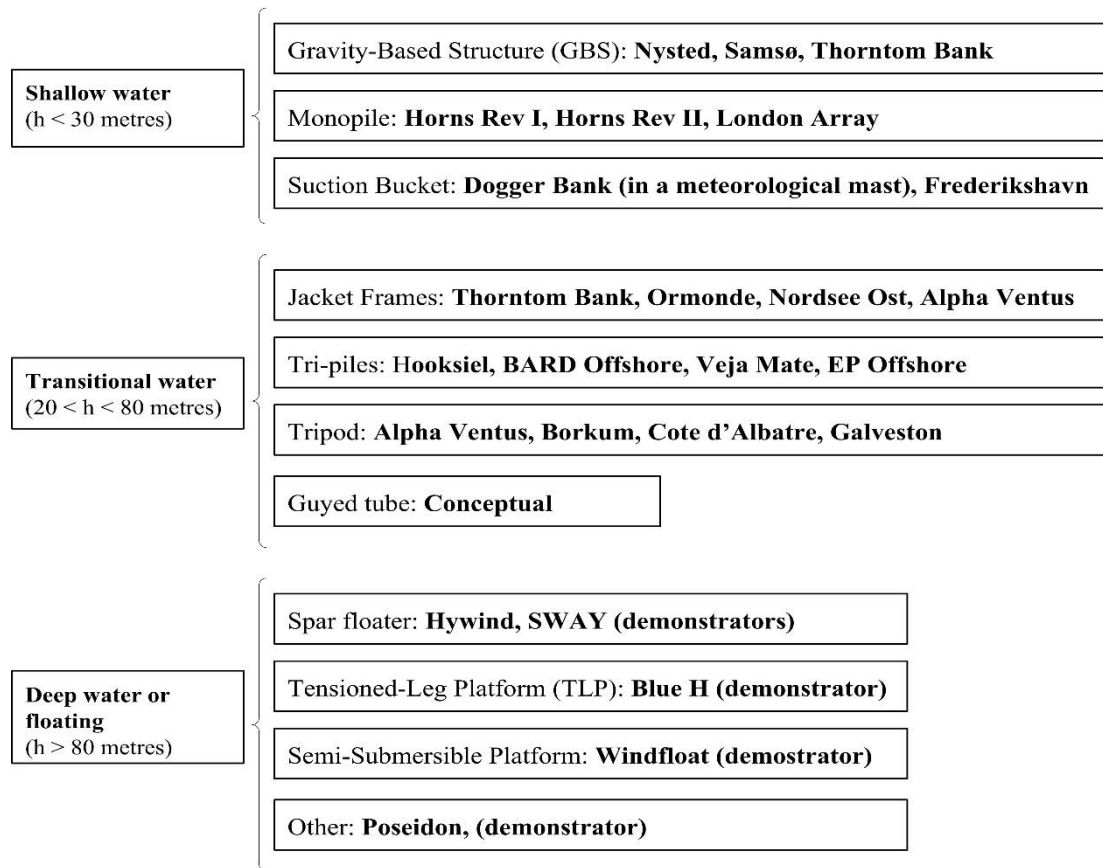 Shallow water
(h < 30 metres)
Gravity-Based Structure (GBS): Nysted, Samsø, Thorntom Bank
Monopile: Horns Rev I, Horns Rev II, London Array
Suction Bucket: Dogger Bank (in a meteorological mast), Frederikshavn
Transitional water
(20 < h < 80 metres)
Jacket Frames: Thorntom Bank, Ormonde, Nordsee Ost, Alpha Ventus
Tri-piles: Hooksiel, BARD Offshore, Veja Mate, EP Offshore
Tripod: Alpha Ventus, Borkum, Cote d’Albatre, Galveston
Guyed tube: Conceptual
Deep water or
floating
(h > 80 metres)
Spar floater: Hywind, SWAY (demonstrators)
Tensioned-Leg Platform (TLP): Blue H (demonstrator)
Semi-Submersible Platform: Windfloat (demostrator)
Other: Poseidon, (demonstrator)